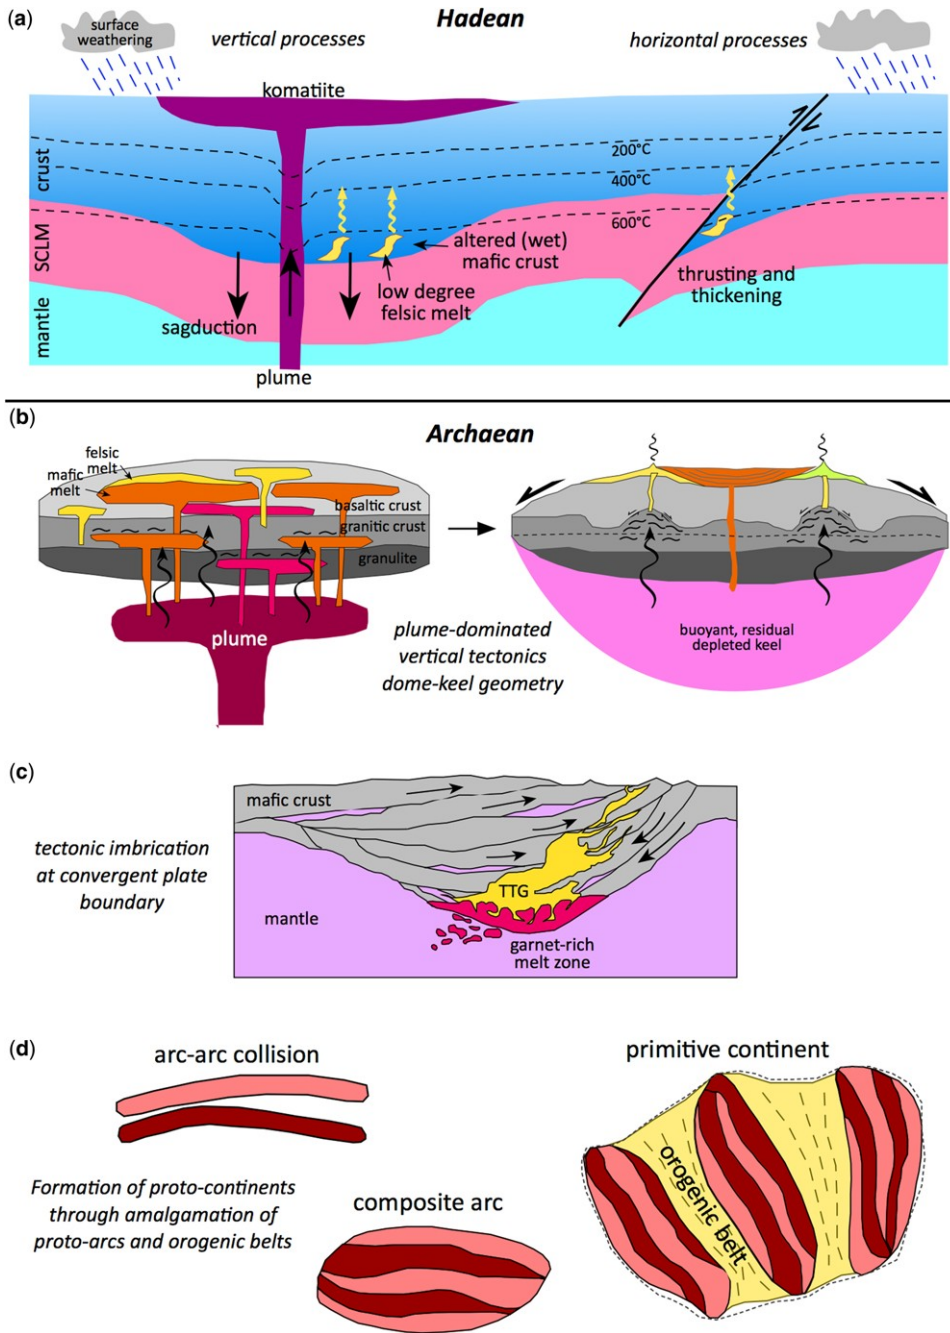 (a)
Hadean
surface
weathering
vertical processes
horizontal processes
komatiite
crust
200°C
400°C
600°C
SCLM
altered (wet)
mafic crust
low degree
felsic melt
thrusting and
thickening
sagduction
mantle
plume
(b)
Archaean
felsic
melt
mafic
melt
basaltic crust
granitic crust
granulite
plume
plume-dominated
vertical tectonics
dome-keel geometry
buoyant, residual
depleted keel
(c)
mafic crust
tectonic imbrication
at convergent plate
boundary
TTG
mantle
garnet-rich
melt zone
(d)
arc-arc collision
primitive continent
Formation of proto-continents
through amalgamation of
proto-arcs and orogenic belts
composite arc
orogenic belt